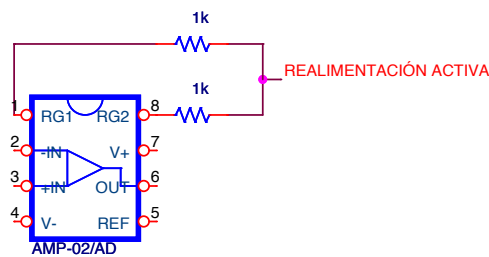 1k
1k
REALIMENTACIÓN ACTIVA
1 RG1 RG2 8
2 -IN V+ 7
3 +IN OUT 6
4 V- REF 5
AMP-02/AD